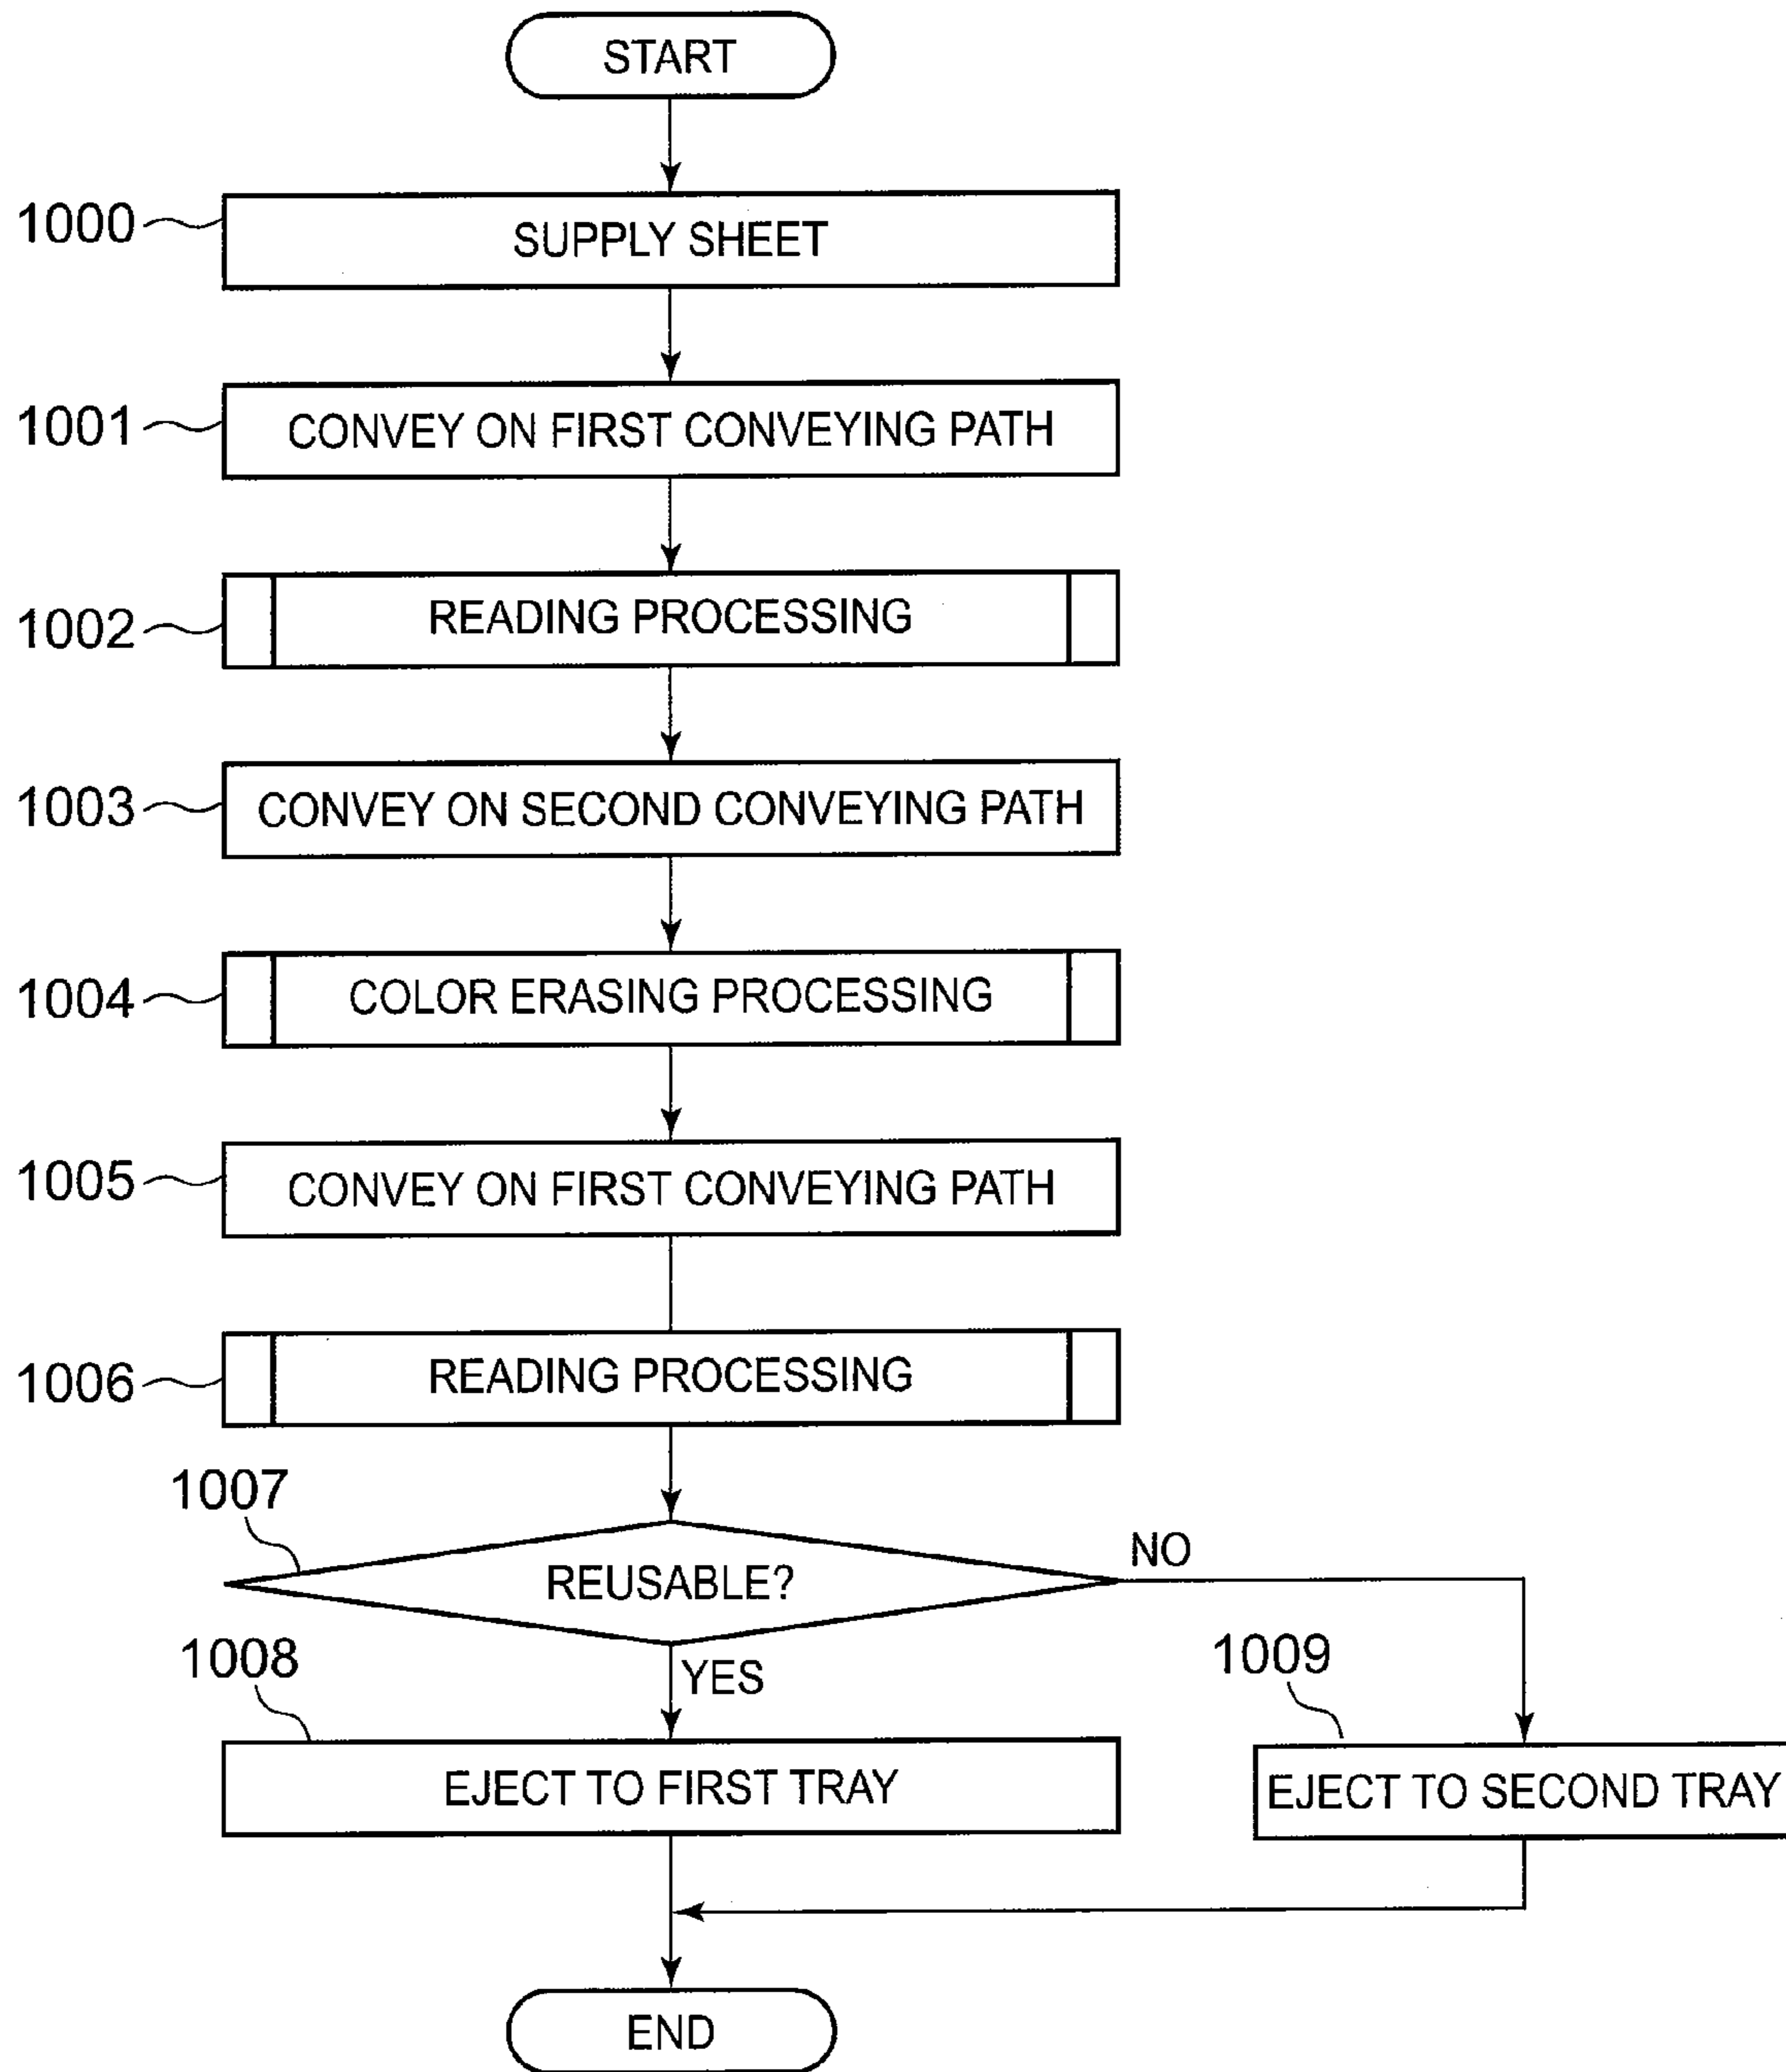 START
1000
SUPPLY SHEET
1001
CONVEY ON FIRST CONVEYING PATH
1002
READING PROCESSING
1003
CONVEY ON SECOND CONVEYING PATH
1004
COLOR ERASING PROCESSING
1005
CONVEY ON FIRST CONVEYING PATH
1006
READING PROCESSING
1007
REUSABLE?
NO
YES
1008
EJECT TO FIRST TRAY
1009
EJECT TO SECOND TRAY
END